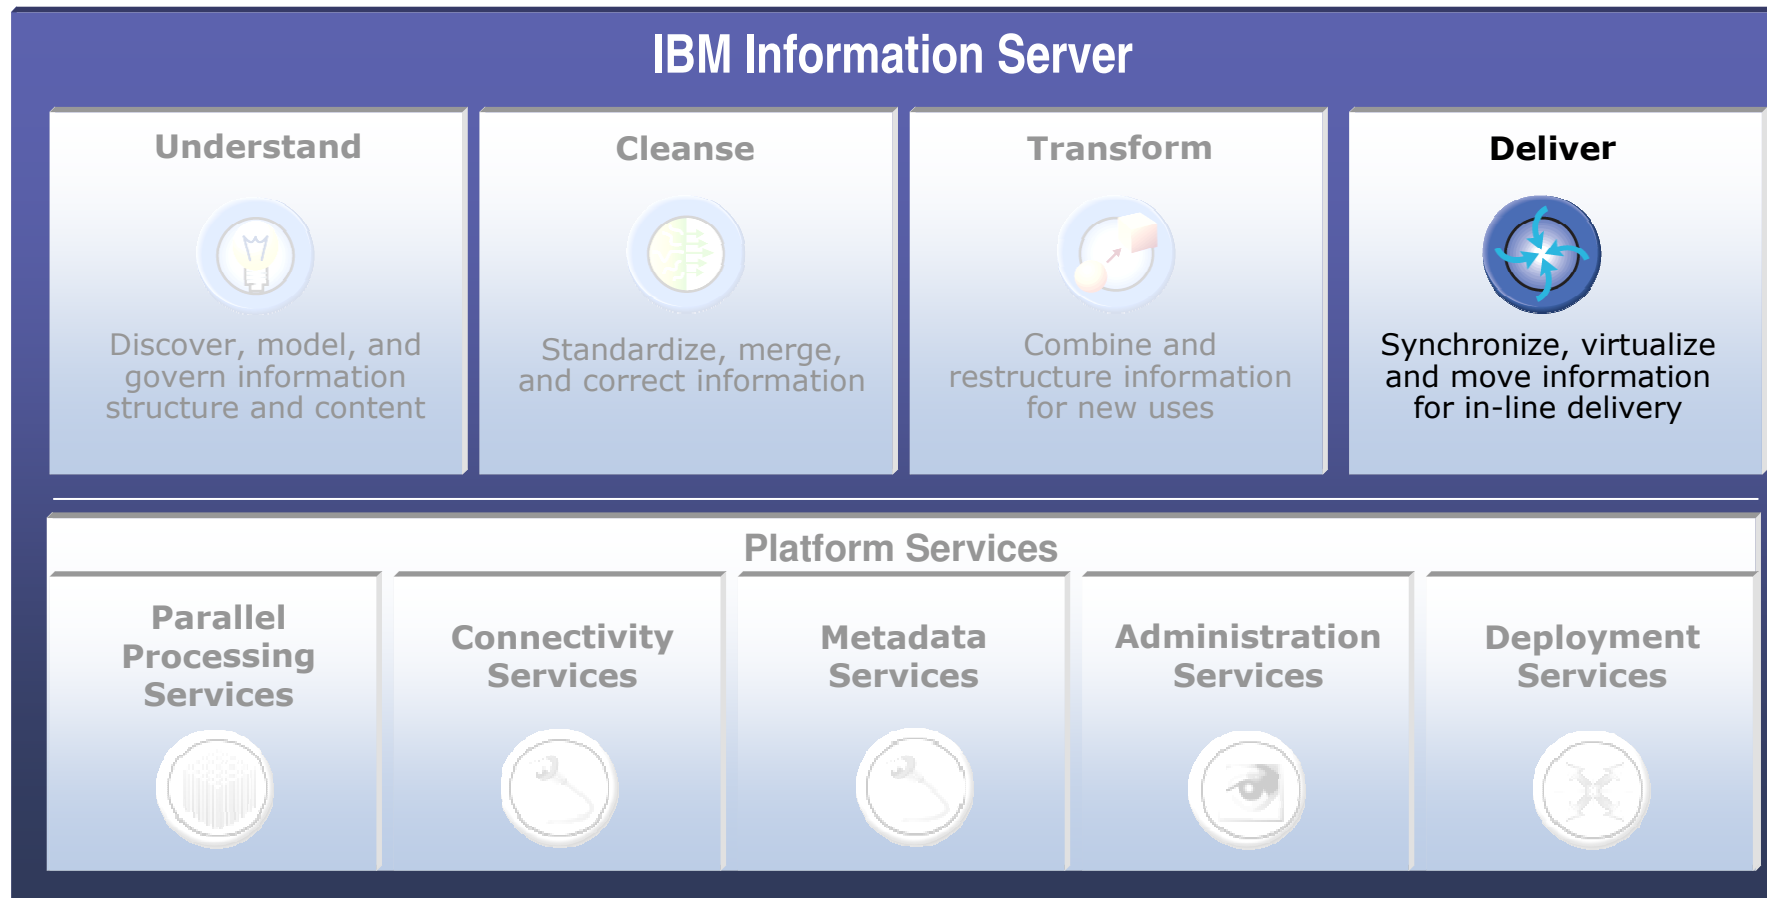 IBM Information Server
Understand
Discover, model, and
govern information
structure and content
Cleanse
Standardize, merge,
and correct information
Transform
Combine and
restructure information
for new uses
Deliver
Synchronize, virtualize
and move information
for in-line delivery
Platform Services
Parallel
Processing
Services
Connectivity
Services
Metadata
Services
Administration
Services
Deployment
Services